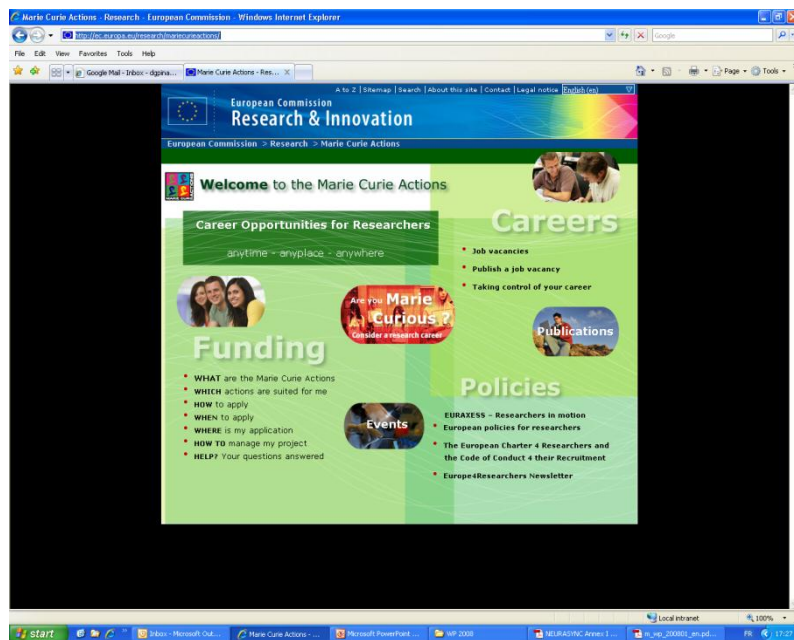 Marie Curie Actions - Research - European Commission - Windows Internet Explorer
http://ec.europa.eu/research/mariecurieactions/
Google
File Edit View Favorites Tools Help
Google Mail - Inbox - dgpina...
Marie Curie Actions - Res... X
Page
Tools
A to Z | Sitemap | Search | About this site | Contact | Legal notice English (en)
European Commission
Research & Innovation
European Commission > Research > Marie Curie Actions
Welcome to the Marie Curie Actions
Career Opportunities for Researchers
anytime - anyplace - anywhere
Careers
Job vacancies
Publish a job vacancy
Taking control of your career
Are you Marie
Curious ?
Consider a research career
Publications
Funding
WHAT are the Marie Curie Actions
WHICH actions are suited for me
HOW to apply
WHEN to apply
WHERE is my application
HOW TO manage my project
HELP? Your questions answered
Events
Policies
EURAXESS – Researchers in motion
European policies for researchers
The European Charter 4 Researchers and
the Code of Conduct 4 their Recruitment
Europe4Researchers Newsletter
Local intranet
100%
start
Inbox - Microsoft Out...
Marie Curie Actions - ...
Microsoft PowerPoint ...
WP 2008
NEURASYNC Annex I ...
m_wp_200801_en.pd...
FR
17:27